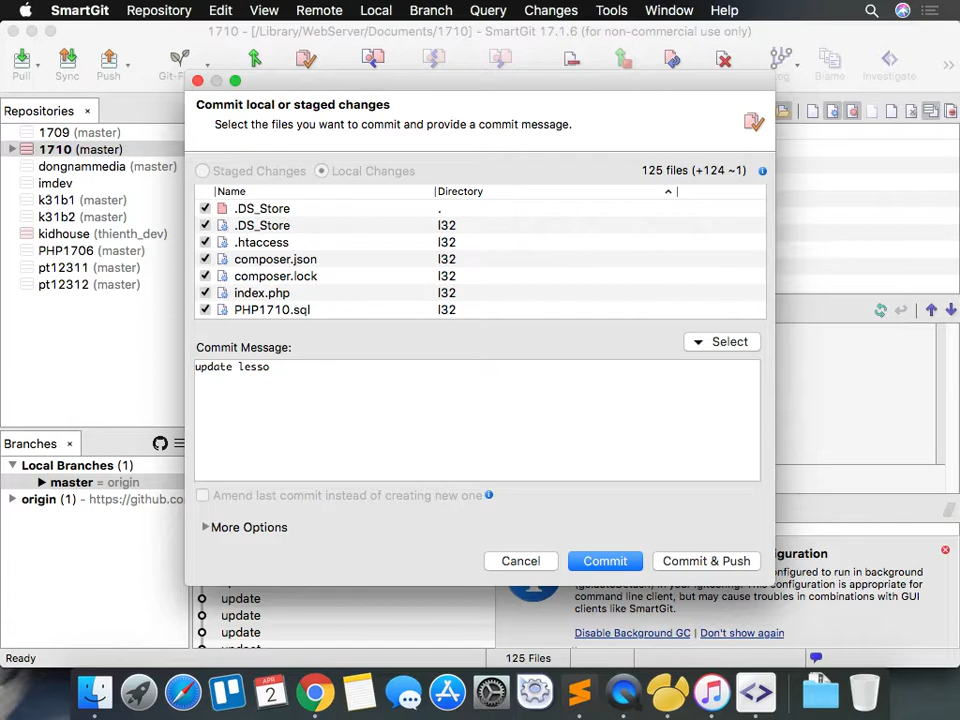 SmartGit Repository Edit View Remote Local Branch Query Changes Tools Window Help
1710 - [/Library/WebServer/Documents/1710] - SmartGit 17.1.6 (for non-commercial use only)
Pull Sync Push Git-F Log Blame Investigate
Repositories
1709 (master)
1710 (master)
dongnammedia (master)
imdev
k31b1 (master)
k31b2 (master)
kidhouse (thienth_dev)
PHP1706 (master)
pt12311 (master)
pt12312 (master)
Commit local or staged changes
Select the files you want to commit and provide a commit message.
Staged Changes Local Changes 125 files (+124 ~1)
Name Directory
.DS_Store .
.DS_Store l32
.htaccess l32
composer.json l32
composer.lock l32
index.php l32
PHP1710.sql l32
Commit Message: Select
update lesso
Amend last commit instead of creating new one
More Options
Cancel Commit Commit & Push
Branches
Local Branches (1)
master = origin
origin (1) - https://github.co
update
update
update
iguration
onfigured to run in background
command line client, but may cause troubles in combinations with GUI
clients like SmartGit.
Disable Background GC Don't show again
Ready 125 Files
APR
2